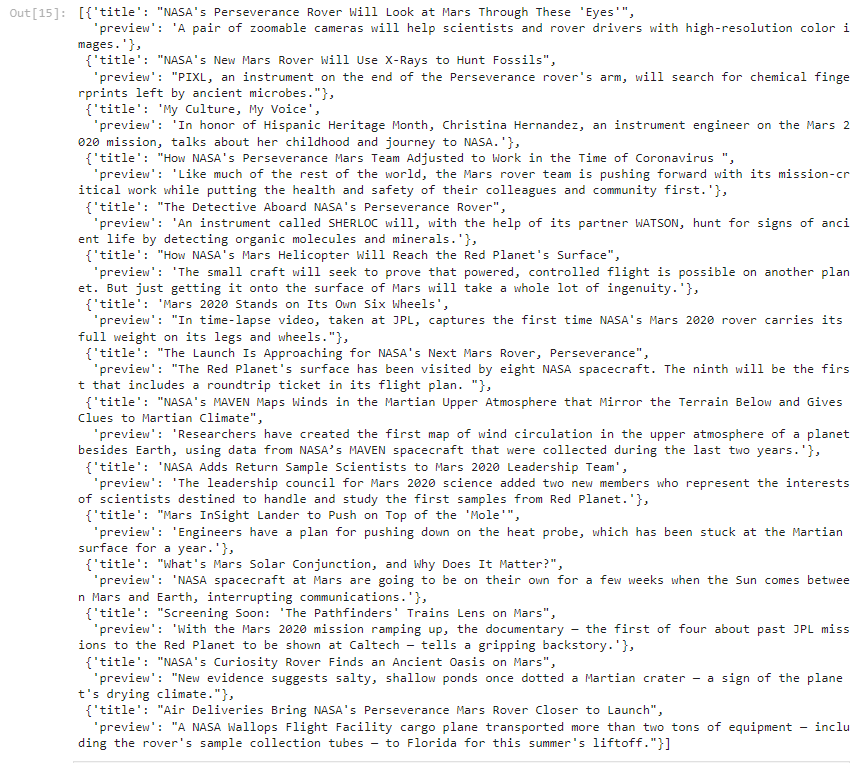 Out[15]: [{'title': "NASA's Perseverance Rover Will Look at Mars Through These 'Eyes'",
'preview': 'A pair of zoomable cameras will help scientists and rover drivers with high-resolution color i
mages.'},
{'title': "NASA's New Mars Rover Will Use X-Rays to Hunt Fossils",
'preview': "PIXL, an instrument on the end of the Perseverance rover's arm, will search for chemical finge
rprints left by ancient microbes."},
{'title': 'My Culture, My Voice',
'preview': 'In honor of Hispanic Heritage Month, Christina Hernandez, an instrument engineer on the Mars 2
020 mission, talks about her childhood and journey to NASA.'},
{'title': "How NASA's Perseverance Mars Team Adjusted to Work in the Time of Coronavirus ",
'preview': 'Like much of the rest of the world, the Mars rover team is pushing forward with its mission-cr
itical work while putting the health and safety of their colleagues and community first.'},
{'title': "The Detective Aboard NASA's Perseverance Rover",
'preview': 'An instrument called SHERLOC will, with the help of its partner WATSON, hunt for signs of anci
ent life by detecting organic molecules and minerals.'},
{'title': "How NASA's Mars Helicopter Will Reach the Red Planet's Surface",
'preview': 'The small craft will seek to prove that powered, controlled flight is possible on another plan
et. But just getting it onto the surface of Mars will take a whole lot of ingenuity.'},
{'title': 'Mars 2020 Stands on Its Own Six Wheels',
'preview': "In time-lapse video, taken at JPL, captures the first time NASA's Mars 2020 rover carries its
full weight on its legs and wheels."},
{'title': "The Launch Is Approaching for NASA's Next Mars Rover, Perseverance",
'preview': "The Red Planet's surface has been visited by eight NASA spacecraft. The ninth will be the firs
t that includes a roundtrip ticket in its flight plan. "},
{'title': "NASA's MAVEN Maps Winds in the Martian Upper Atmosphere that Mirror the Terrain Below and Gives
Clues to Martian Climate",
'preview': 'Researchers have created the first map of wind circulation in the upper atmosphere of a planet
besides Earth, using data from NASA’s MAVEN spacecraft that were collected during the last two years.'},
{'title': 'NASA Adds Return Sample Scientists to Mars 2020 Leadership Team',
'preview': 'The leadership council for Mars 2020 science added two new members who represent the interests
of scientists destined to handle and study the first samples from Red Planet.'},
{'title': "Mars InSight Lander to Push on Top of the 'Mole'",
'preview': 'Engineers have a plan for pushing down on the heat probe, which has been stuck at the Martian
surface for a year.'},
{'title': "What's Mars Solar Conjunction, and Why Does It Matter?",
'preview': 'NASA spacecraft at Mars are going to be on their own for a few weeks when the Sun comes betwee
n Mars and Earth, interrupting communications.'},
{'title': "Screening Soon: 'The Pathfinders' Trains Lens on Mars",
'preview': 'With the Mars 2020 mission ramping up, the documentary — the first of four about past JPL miss
ions to the Red Planet to be shown at Caltech — tells a gripping backstory.'},
{'title': "NASA's Curiosity Rover Finds an Ancient Oasis on Mars",
'preview': "New evidence suggests salty, shallow ponds once dotted a Martian crater — a sign of the plane
t's drying climate."},
{'title': "Air Deliveries Bring NASA's Perseverance Mars Rover Closer to Launch",
'preview': "A NASA Wallops Flight Facility cargo plane transported more than two tons of equipment — inclu
ding the rover's sample collection tubes — to Florida for this summer's liftoff."}]